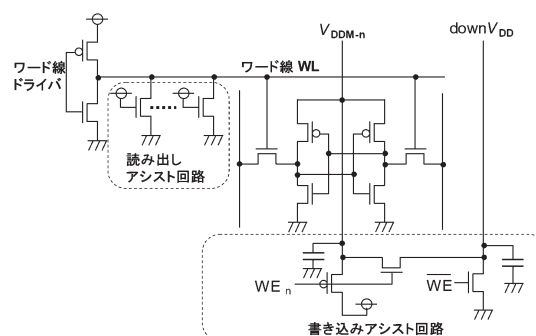 V_DDM-n
downV_DD
ワード線
ドライバ
ワード線 WL
読み出し
アシスト回路
WE n
W̅E̅
書き込みアシスト回路